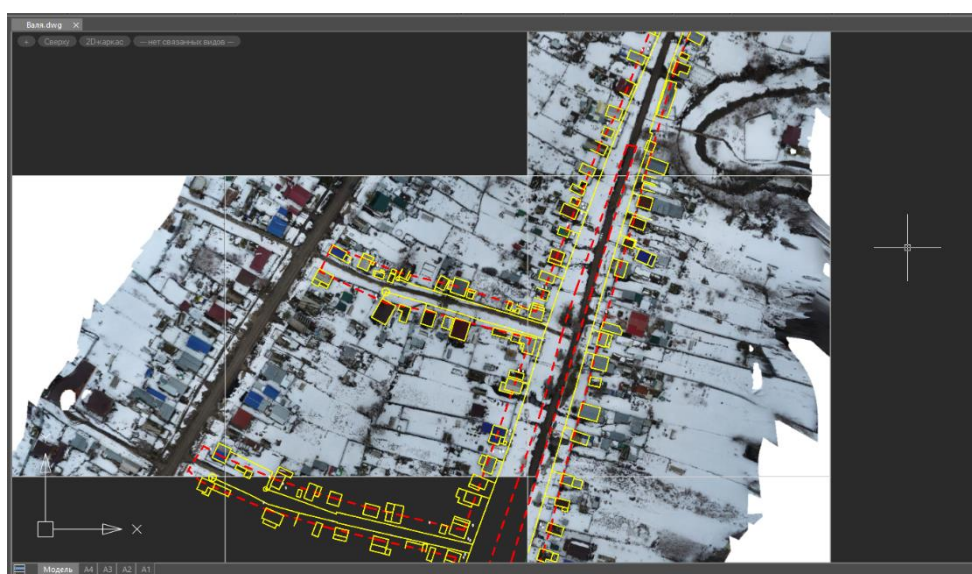 Валя.dwg ×
+ Сверху 2D-каркас — нет связанных видов —
X
Модель A4 A3 A2 A1